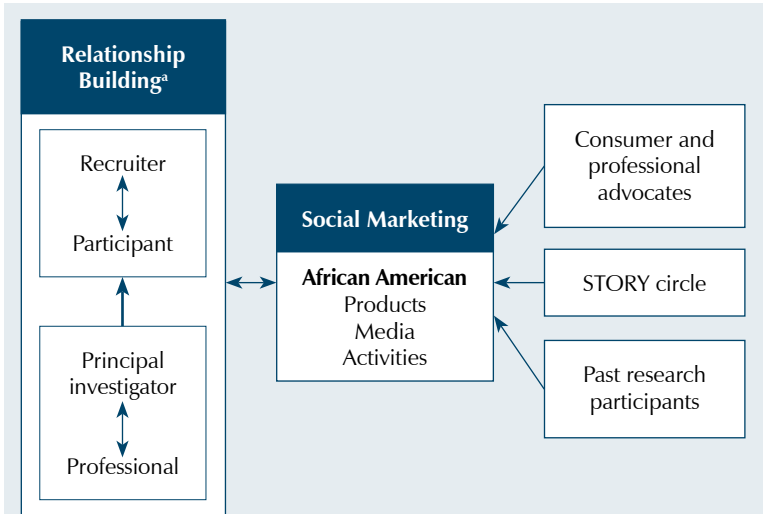 Relationship
Buildingᵃ
Recruiter
Participant
Principal
investigator
Professional
Social Marketing
African American
Products
Media
Activities
Consumer and
professional
advocates
STORY circle
Past research
participants